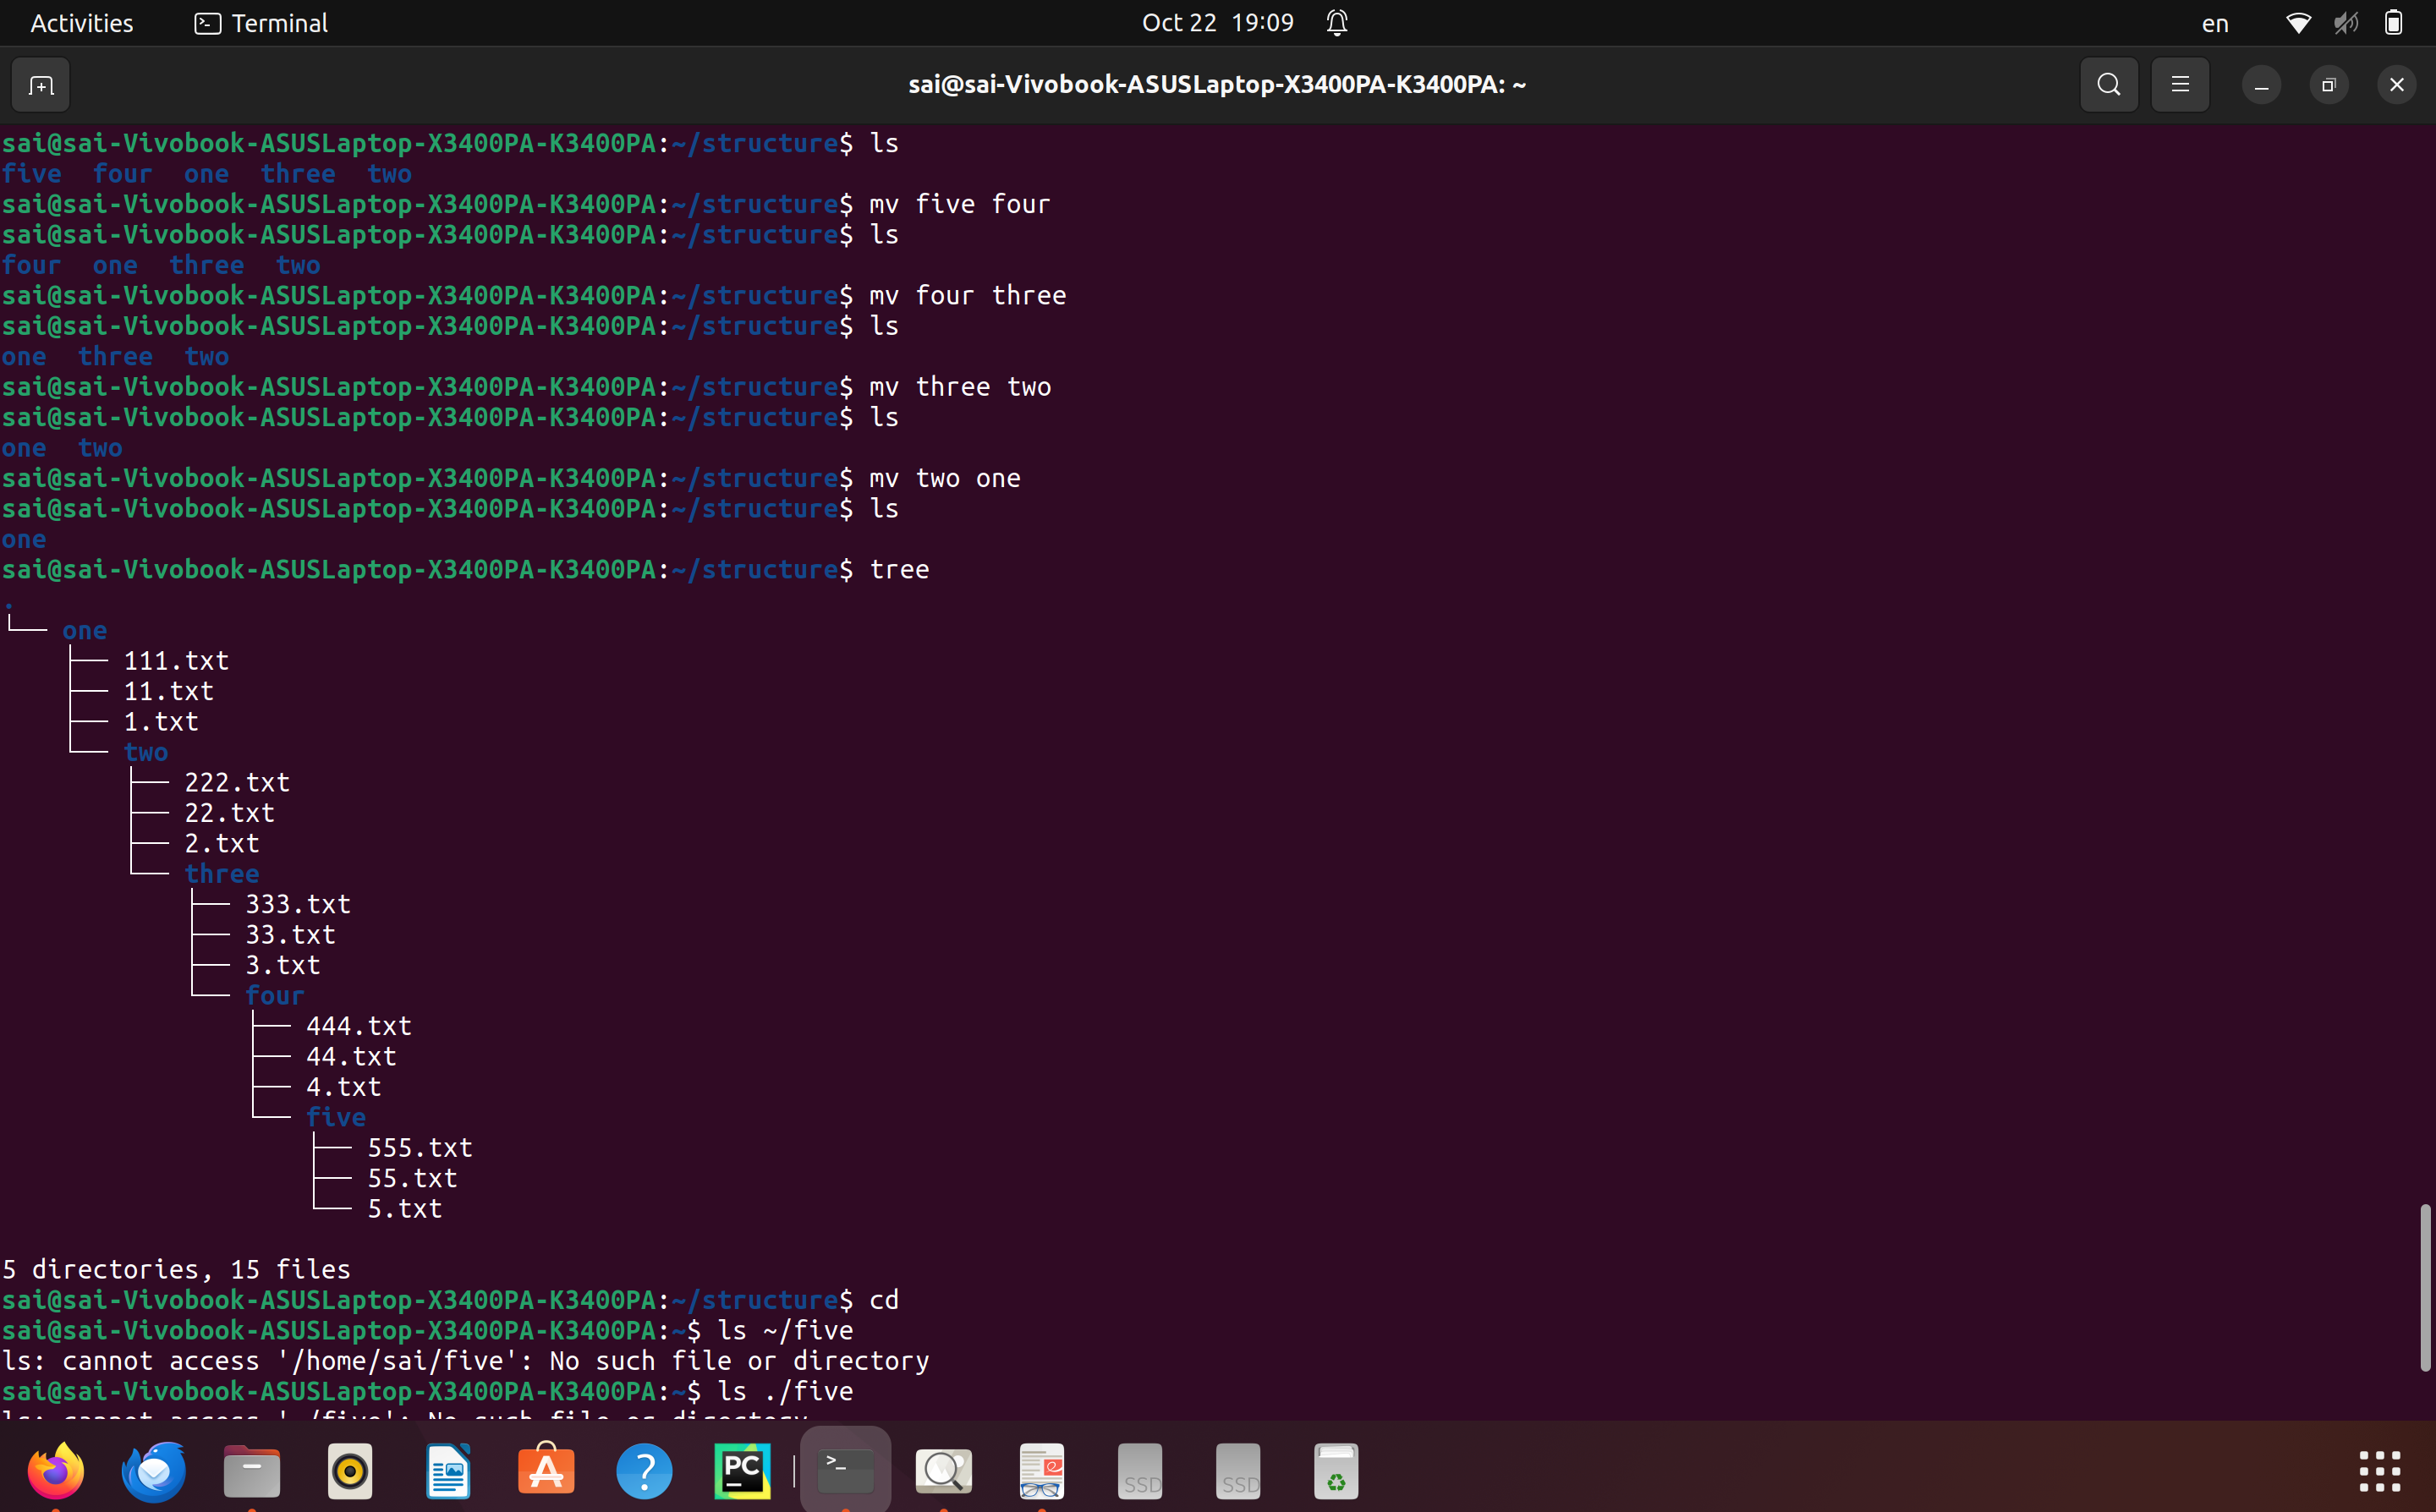 Activities Terminal Oct 22 19:09 en
sai@sai-Vivobook-ASUSLaptop-X3400PA-K3400PA: ~
sai@sai-Vivobook-ASUSLaptop-X3400PA-K3400PA:~/structure$ ls
five four one three two
sai@sai-Vivobook-ASUSLaptop-X3400PA-K3400PA:~/structure$ mv five four
sai@sai-Vivobook-ASUSLaptop-X3400PA-K3400PA:~/structure$ ls
four one three two
sai@sai-Vivobook-ASUSLaptop-X3400PA-K3400PA:~/structure$ mv four three
sai@sai-Vivobook-ASUSLaptop-X3400PA-K3400PA:~/structure$ ls
one three two
sai@sai-Vivobook-ASUSLaptop-X3400PA-K3400PA:~/structure$ mv three two
sai@sai-Vivobook-ASUSLaptop-X3400PA-K3400PA:~/structure$ ls
one two
sai@sai-Vivobook-ASUSLaptop-X3400PA-K3400PA:~/structure$ mv two one
sai@sai-Vivobook-ASUSLaptop-X3400PA-K3400PA:~/structure$ ls
one
sai@sai-Vivobook-ASUSLaptop-X3400PA-K3400PA:~/structure$ tree
.
└── one
    ├── 111.txt
    ├── 11.txt
    ├── 1.txt
    └── two
        ├── 222.txt
        ├── 22.txt
        ├── 2.txt
        └── three
            ├── 333.txt
            ├── 33.txt
            ├── 3.txt
            └── four
                ├── 444.txt
                ├── 44.txt
                ├── 4.txt
                └── five
                    ├── 555.txt
                    ├── 55.txt
                    └── 5.txt
5 directories, 15 files
sai@sai-Vivobook-ASUSLaptop-X3400PA-K3400PA:~/structure$ cd
sai@sai-Vivobook-ASUSLaptop-X3400PA-K3400PA:~$ ls ~/five
ls: cannot access '/home/sai/five': No such file or directory
sai@sai-Vivobook-ASUSLaptop-X3400PA-K3400PA:~$ ls ./five
ls: cannot access './five': No such file or directory
PC SSD SSD